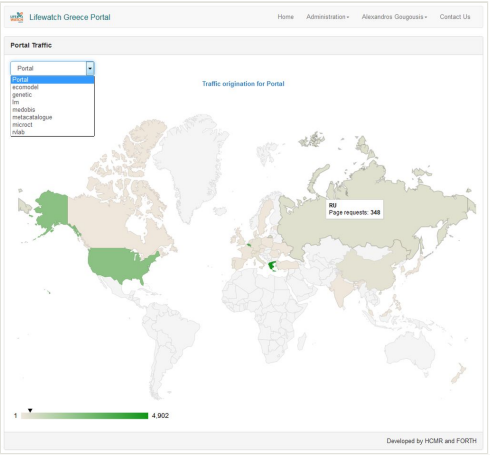 Lifewatch Greece Portal
Home Administration Alexandros Gougousis Contact Us
Portal Traffic
Portal
Portal
ecomodel
genetic
lm
medobis
metacatalogue
microct
rvlab
Traffic origination for Portal
RU
Page requests: 348
1 4,902
Developed by HCMR and FORTH